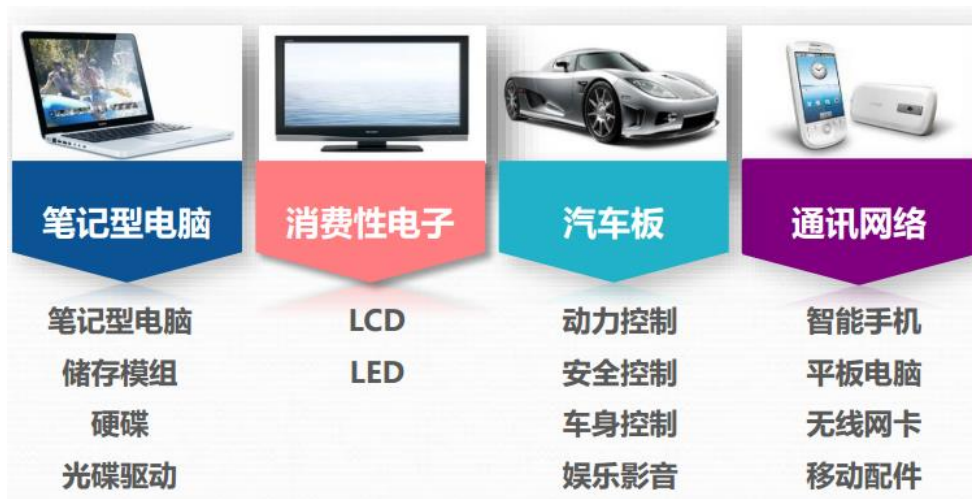 笔记型电脑
消费性电子
汽车板
通讯网络
笔记型电脑
LCD
动力控制
智能手机
储存模组
LED
安全控制
平板电脑
硬碟
车身控制
无线网卡
光碟驱动
娱乐影音
移动配件